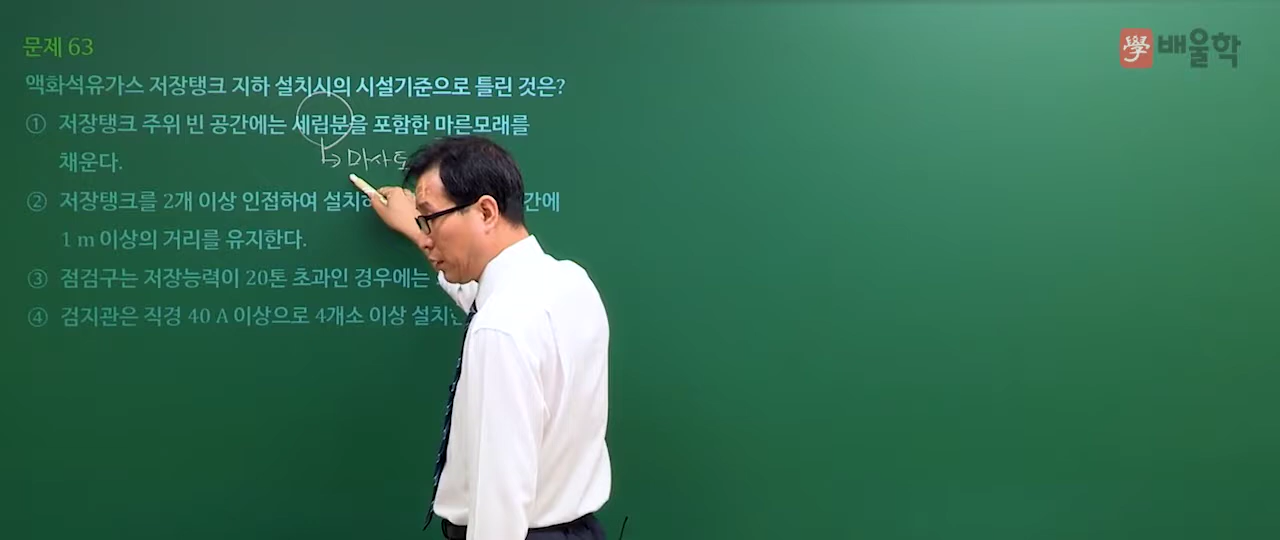 문제 63
學 배울학
액화석유가스 저장탱크 지하 설치시의 시설기준으로 틀린 것은?
① 저장탱크 주위 빈 공간에는 세립분을 포함한 마른모래를
채운다.
→ 마사토
② 저장탱크를 2개 이상 인접하여 설치하 간에
1 m 이상의 거리를 유지한다.
③ 점검구는 저장능력이 20톤 초과인 경우에는
④ 검지관은 직경 40 A 이상으로 4개소 이상 설치한